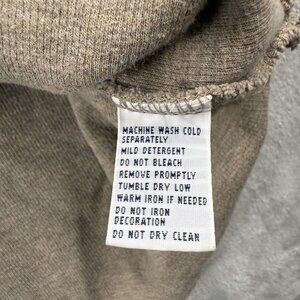 MACHINE WASH COLD
SEPARATELY
MILD DETERGENT
DO NOT BLEACH
REMOVE PROMPTLY
TUMBLE DRY LOW
WARM IRON IF NEEDED
DO NOT IRON
DECORATION
DO NOT DRY CLEAN